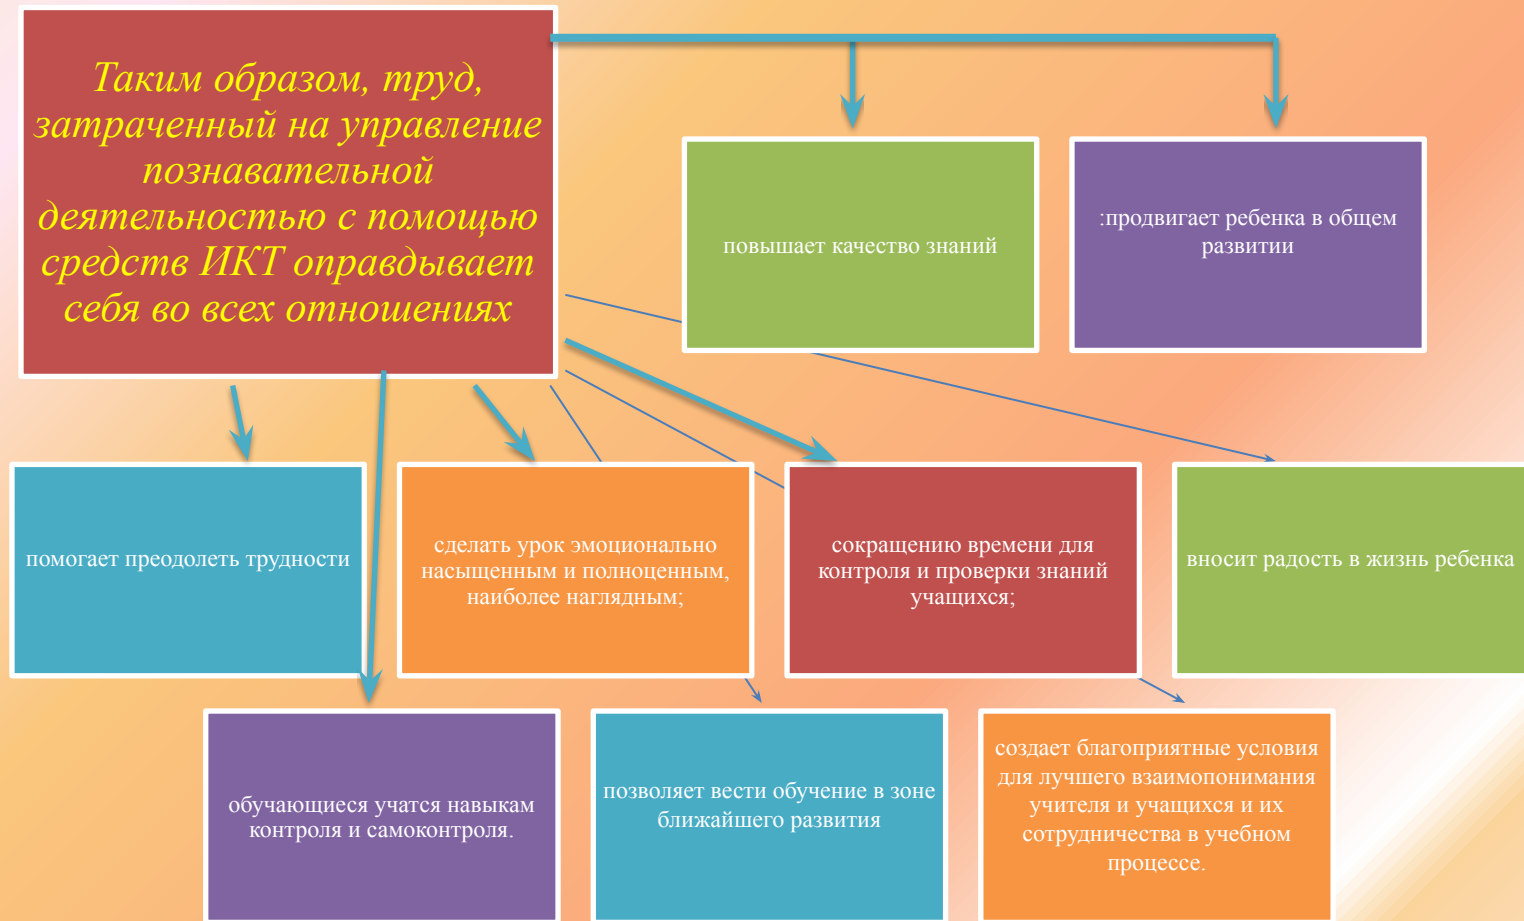 Таким образом, труд,
затраченный на управление
познавательной
деятельностью с помощью
средств ИКТ оправдывает
себя во всех отношениях
повышает качество знаний
:продвигает ребенка в общем
развитии
помогает преодолеть трудности
сделать урок эмоционально
насыщенным и полноценным,
наиболее наглядным;
сокращению времени для
контроля и проверки знаний
учащихся;
вносит радость в жизнь ребенка
обучающиеся учатся навыкам
контроля и самоконтроля.
позволяет вести обучение в зоне
ближайшего развития
создает благоприятные условия
для лучшего взаимопонимания
учителя и учащихся и их
сотрудничества в учебном
процессе.